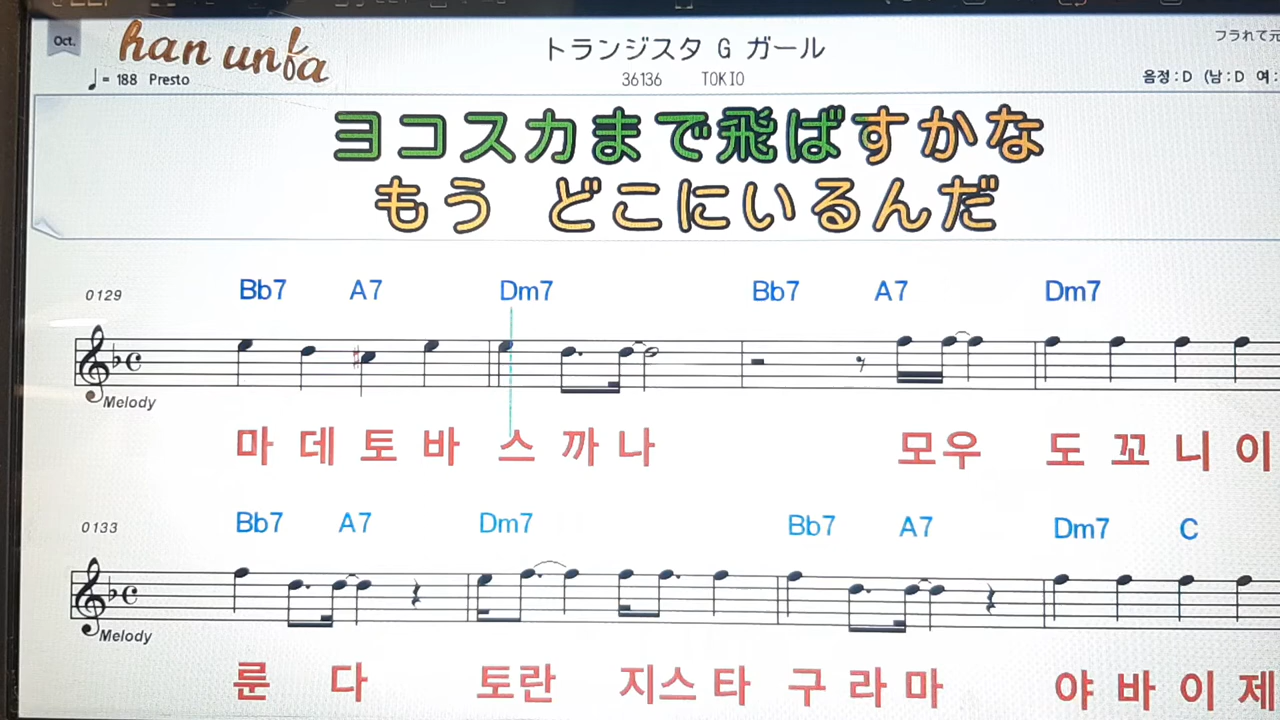 Oct.
han unba
トランジスタ G ガール
フラれて元
♩= 188 Presto
36136 TOKIO
음정 : D (남 : D 여 :
ヨコスカまで飛ばすかな
もう どこにいるんだ
0129
Bb7 A7 Dm7 Bb7 A7 Dm7
Melody
마 데 토 바 스 까 나 모우 도 꼬 니 이
0133
Bb7 A7 Dm7 Bb7 A7 Dm7 C
Melody
룬 다 토란 지스 타 구 라 마 야 바 이 제